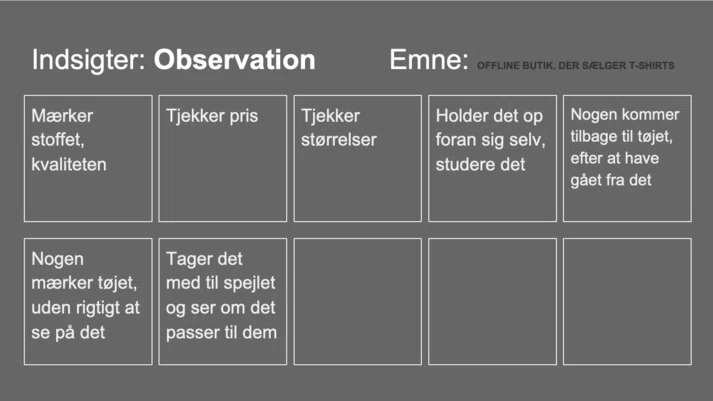 Indsigter: Observation
Emne: OFFLINE BUTIK, DER SÆLGER T-SHIRTS
Mærker
stoffet,
kvaliteten
Tjekker pris
Tjekker
størrelser
Holder det op
foran sig selv,
studere det
Nogen kommer
tilbage til tøjet,
efter at have
gået fra det
Nogen
mærker tøjet,
uden rigtigt at
se på det
Tager det
med til spejlet
og ser om det
passer til dem